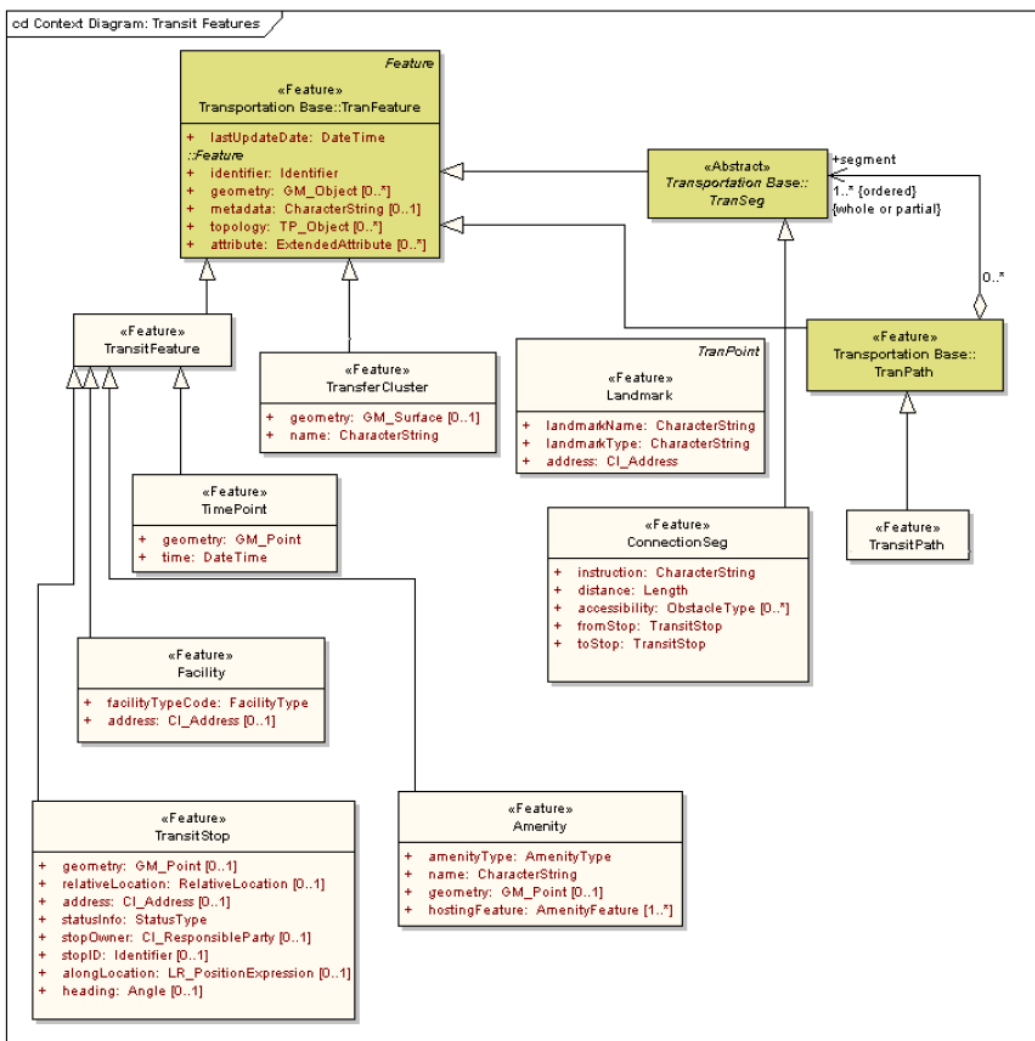 cd Context Diagram: Transit Features
Feature
«Feature»
Transportation Base::TranFeature
+ lastUpdateDate: DateTime
::Feature
+ identifier: Identifier
+ geometry: GM_Object [0..*]
+ metadata: CharacterString [0..1]
+ topology: TP_Object [0..*]
+ attribute: ExtendedAttribute [0..*]
«Abstract»
Transportation Base::
TranSeg
+segment
1..* {ordered}
{whole or partial}
0..*
«Feature»
TransitFeature
«Feature»
TransferCluster
+ geometry: GM_Surface [0..1]
+ name: CharacterString
TranPoint
«Feature»
Landmark
+ landmarkName: CharacterString
+ landmarkType: CharacterString
+ address: CI_Address
«Feature»
Transportation Base::
TranPath
«Feature»
TimePoint
+ geometry: GM_Point
+ time: DateTime
«Feature»
ConnectionSeg
+ instruction: CharacterString
+ distance: Length
+ accessibility: ObstacleType [0..*]
+ fromStop: TransitStop
+ toStop: TransitStop
«Feature»
TransitPath
«Feature»
Facility
+ facilityTypeCode: FacilityType
+ address: CI_Address [0..1]
«Feature»
TransitStop
+ geometry: GM_Point [0..1]
+ relativeLocation: RelativeLocation [0..1]
+ address: CI_Address [0..1]
+ statusInfo: StatusType
+ stopOwner: CI_ResponsibleParty [0..1]
+ stopID: Identifier [0..1]
+ alongLocation: LR_PositionExpression [0..1]
+ heading: Angle [0..1]
«Feature»
Amenity
+ amenityType: AmenityType
+ name: CharacterString
+ geometry: GM_Point [0..1]
+ hostingFeature: AmenityFeature [1..*]